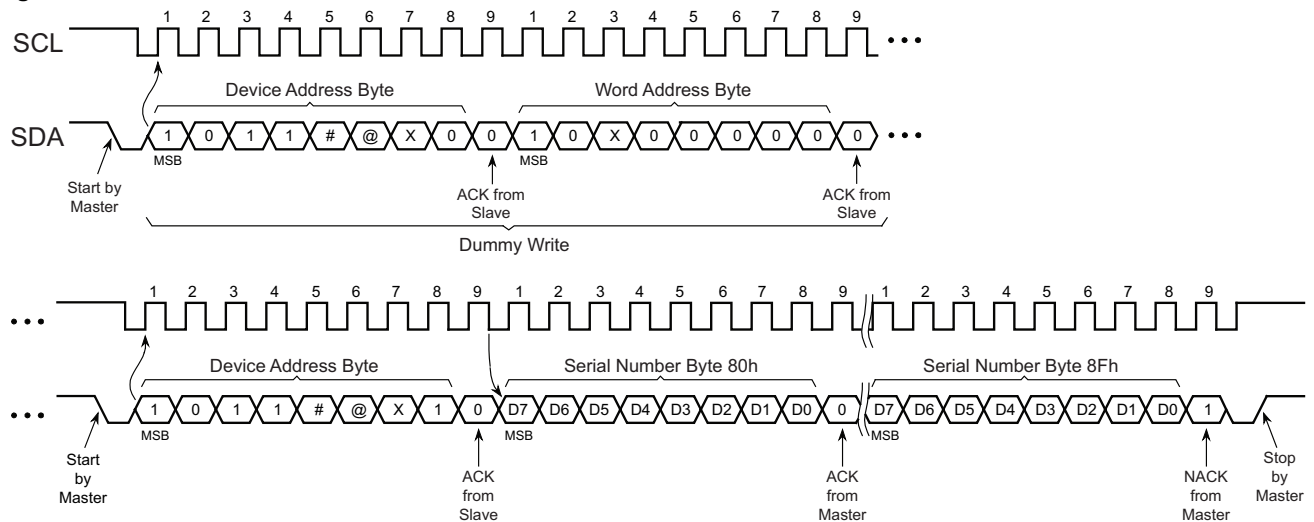 1 2 3 4 5 6 7 8 9 1 2 3 4 5 6 7 8 9
SCL
Device Address Byte Word Address Byte
SDA 1 0 1 1 # @ X 0 0 1 0 X 0 0 0 0 0 0
MSB MSB
Start by
Master
ACK from
Slave
ACK from
Slave
Dummy Write
1 2 3 4 5 6 7 8 9 1 2 3 4 5 6 7 8 9 1 2 3 4 5 6 7 8 9
Device Address Byte Serial Number Byte 80h Serial Number Byte 8Fh
1 0 1 1 # @ X 1 0 D7 D6 D5 D4 D3 D2 D1 D0 0 D7 D6 D5 D4 D3 D2 D1 D0 1
MSB MSB MSB
Start
by
Master
ACK
from
Slave
ACK
from
Master
NACK
from
Master
Stop
by
Master